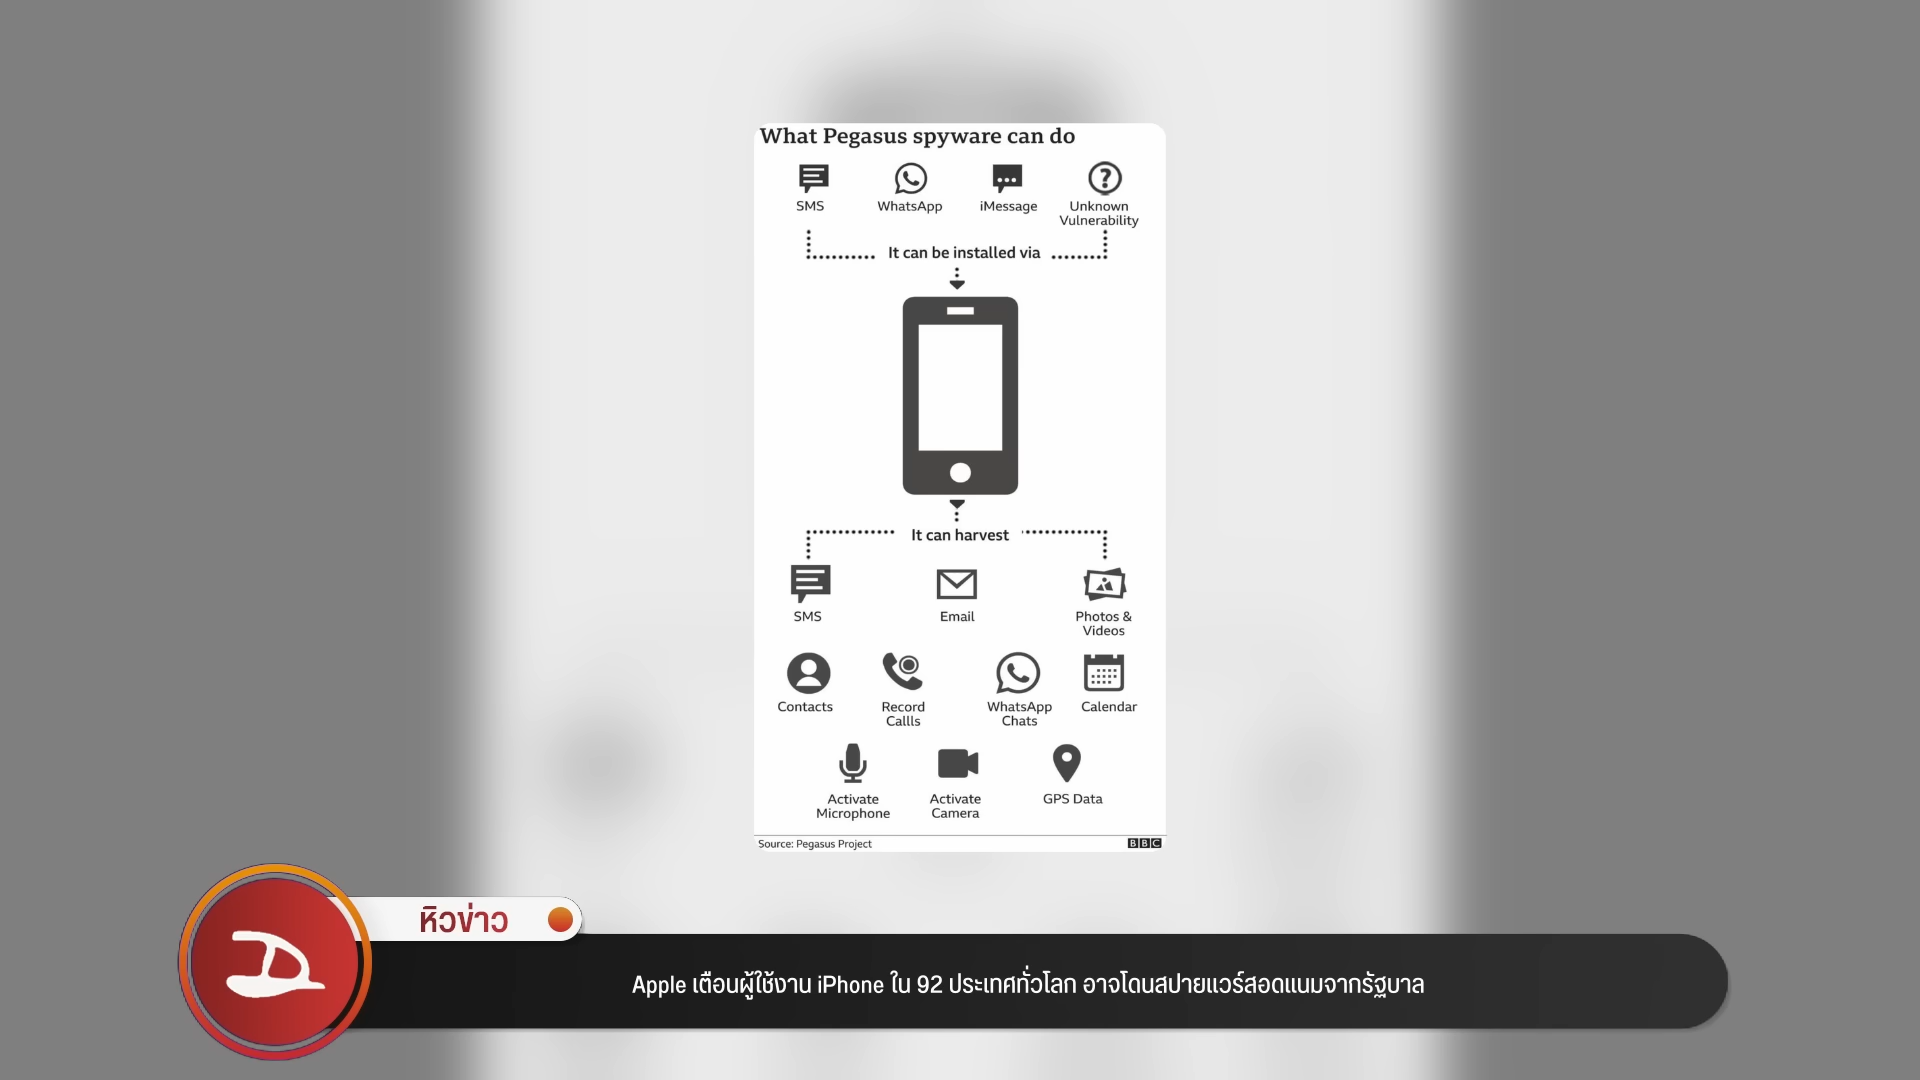 What Pegasus spyware can do
SMS
WhatsApp
iMessage
Unknown
Vulnerability
It can be installed via
It can harvest
SMS
Email
Photos &
Videos
Contacts
Record
Callls
WhatsApp
Chats
Calendar
Activate
Microphone
Activate
Camera
GPS Data
Source: Pegasus Project
BBC
หิวข่าว
Apple เตือนผู้ใช้งาน iPhone ใน 92 ประเทศทั่วโลก อาจโดนสปายแวร์สอดแนมจากรัฐบาล